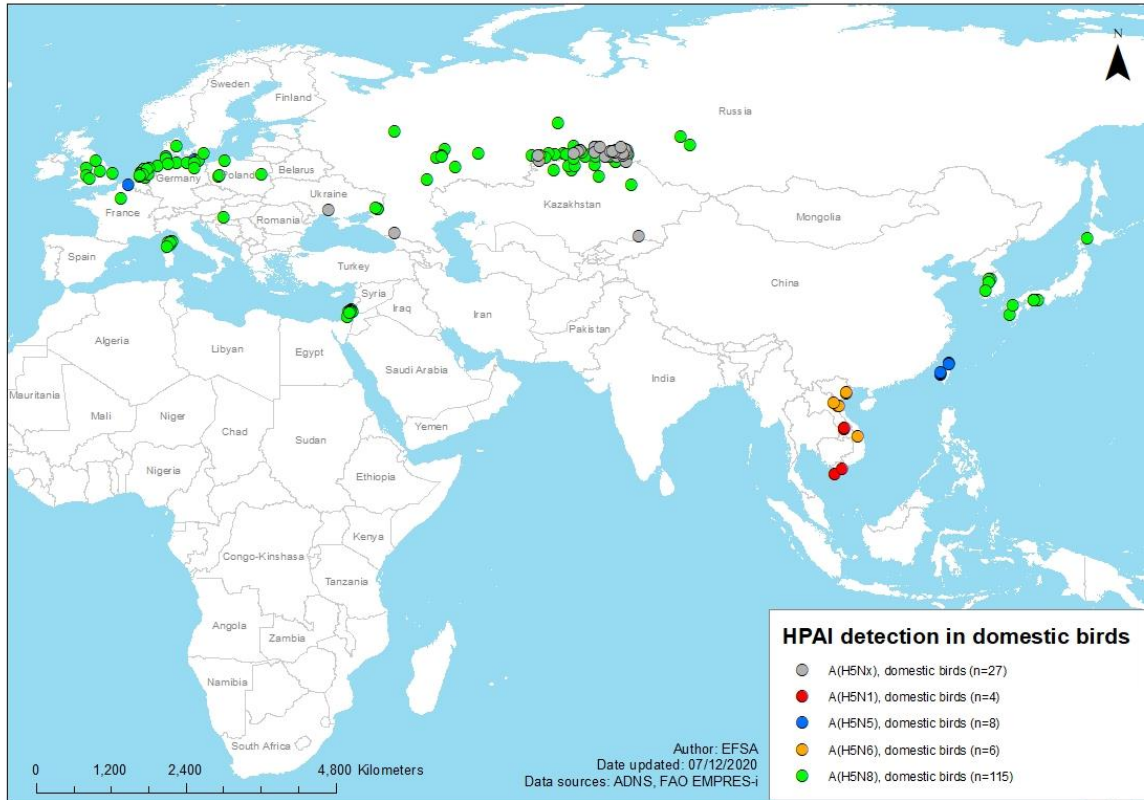 N
Sweden
Finland
Russia
Belarus
Poland
Germany
Ukraine
France
Romania
Kazakhstan
Mongolia
Spain
Turkey
Syria
China
Iraq
Iran
Pakistan
Algeria
Libyan
Egypt
Saudi Arabia
India
Mauritania
Mali
Niger
Chad
Sudan
Yemen
Nigeria
Ethiopia
Kenya
Congo-Kinshasa
Tanzania
Angola
Zambia
Namibia
South Africa
0 1,200 2,400 4,800 Kilometers
Author: EFSA
Date updated: 07/12/2020
Data sources: ADNS, FAO EMPRES-i
HPAI detection in domestic birds
A(H5Nx), domestic birds (n=27)
A(H5N1), domestic birds (n=4)
A(H5N5), domestic birds (n=8)
A(H5N6), domestic birds (n=6)
A(H5N8), domestic birds (n=115)